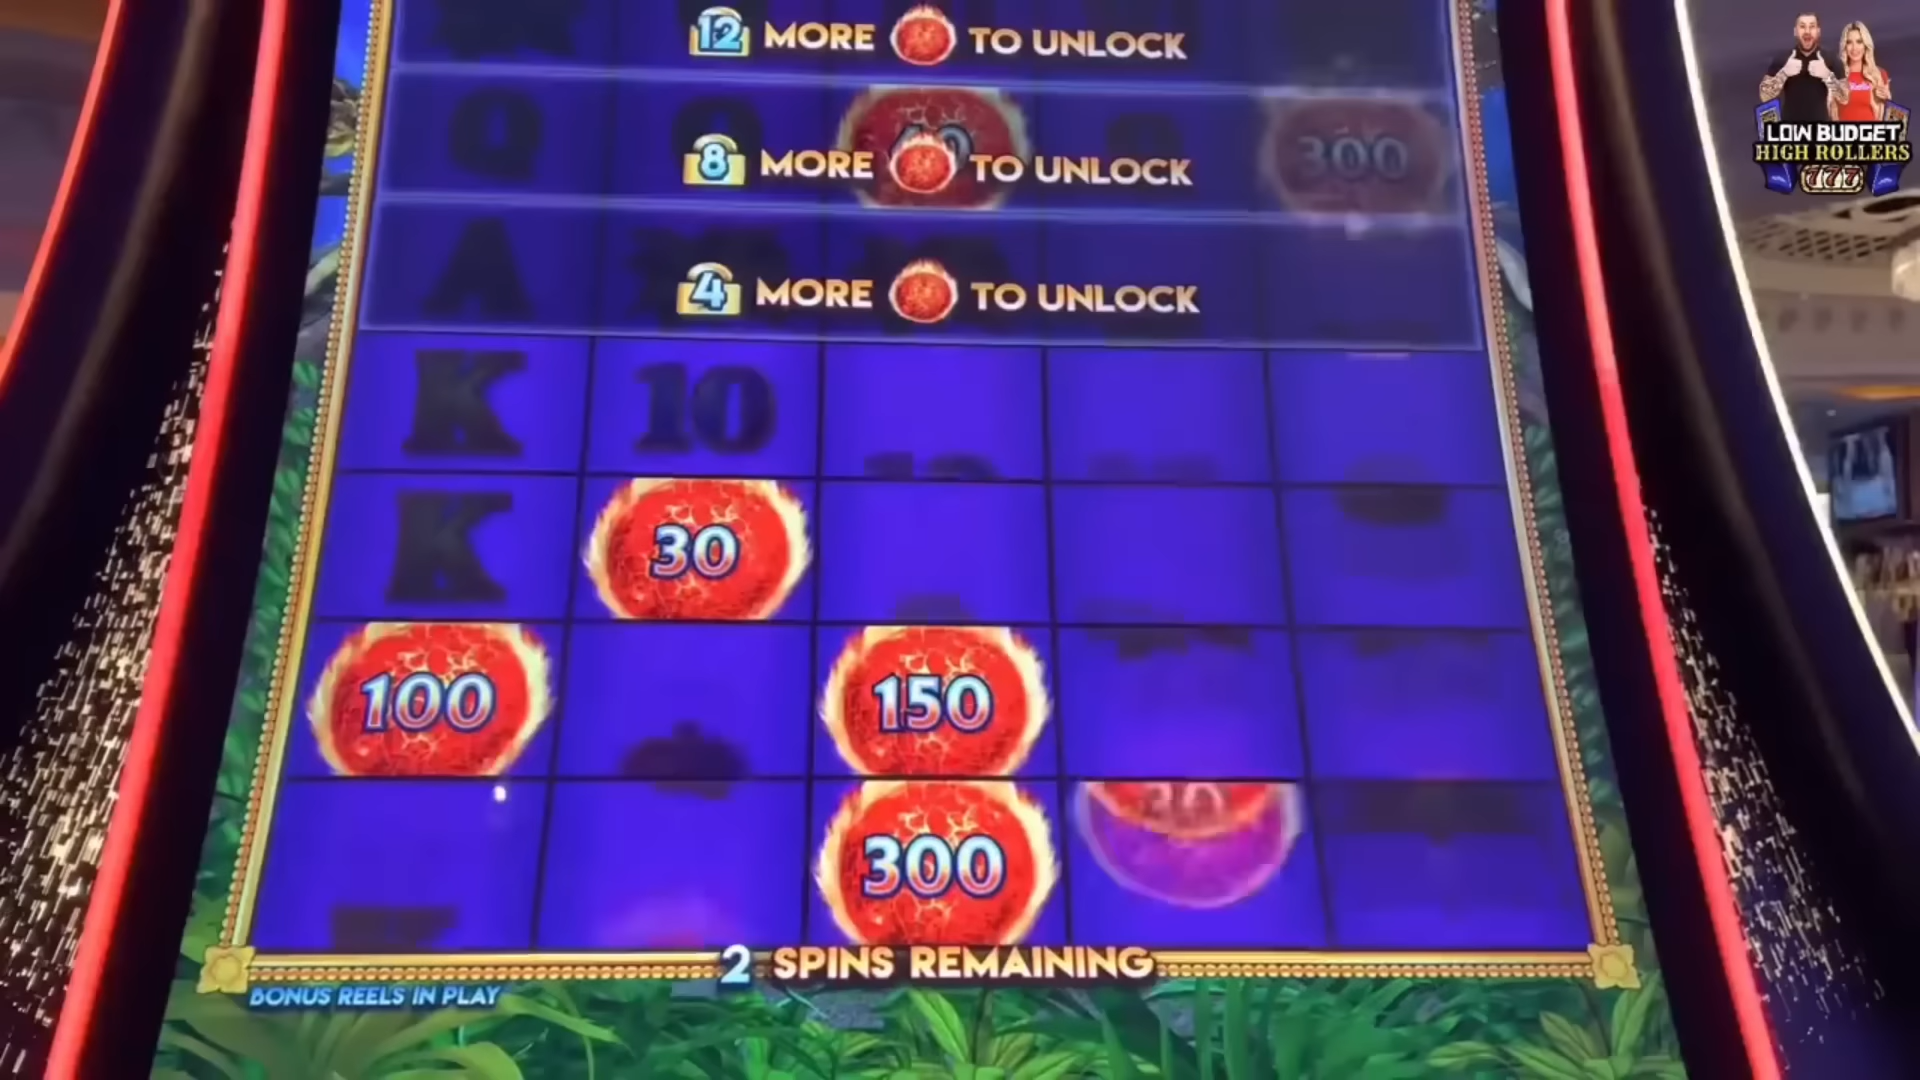 12 MORE TO UNLOCK
Q
300
8 MORE TO UNLOCK
A
4 MORE TO UNLOCK
K 10
K 30
100 150
300 30
2 SPINS REMAINING
BONUS REELS IN PLAY
LOW BUDGET
HIGH ROLLERS
777